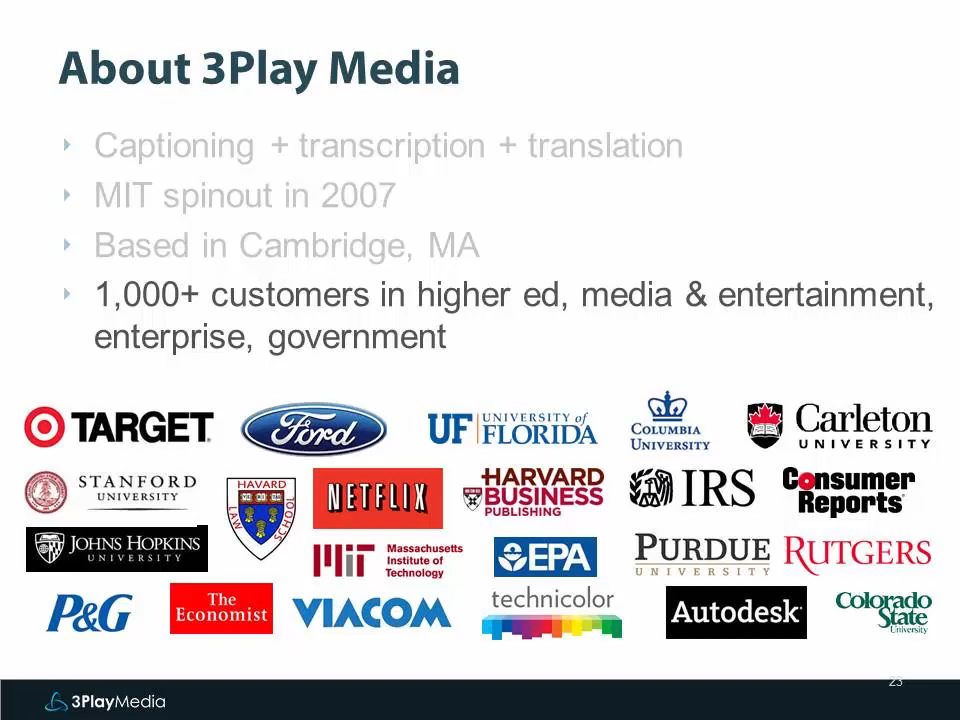 About 3Play Media
Captioning + transcription + translation
MIT spinout in 2007
Based in Cambridge, MA
1,000+ customers in higher ed, media & entertainment,
enterprise, government
TARGET
Ford
UF UNIVERSITY of
FLORIDA
COLUMBIA
UNIVERSITY
Carleton
UNIVERSITY
STANFORD
UNIVERSITY
HAVARD
LAW
SCHOOL
NETFLIX
HARVARD
BUSINESS
PUBLISHING
IRS
Consumer
Reports
JOHNS HOPKINS
UNIVERSITY
MIT
Massachusetts
Institute of
Technology
EPA
PURDUE
UNIVERSITY
RUTGERS
P&G
The
Economist
VIACOM
technicolor
Autodesk
Colorado
State
University
23
3PlayMedia